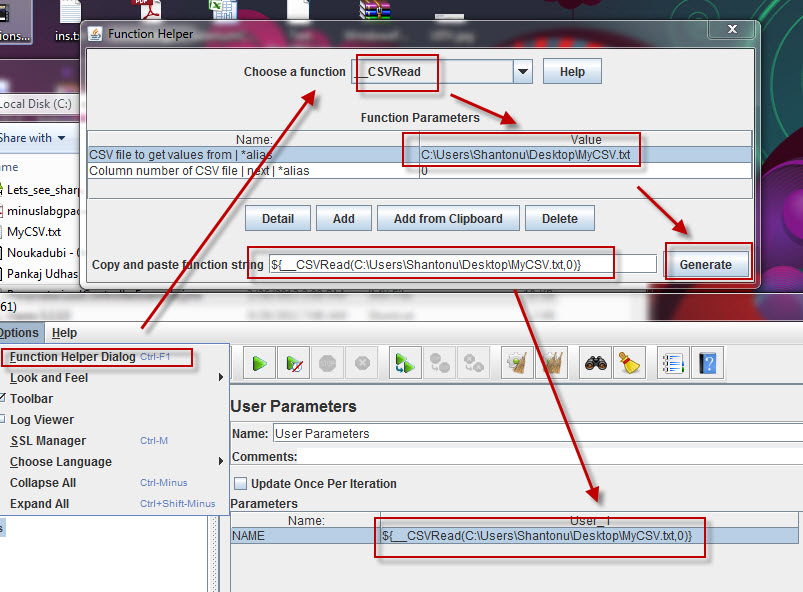 ions...
ins.t
PDF
Function Helper
Local Disk (C:)
Share with
me
Lets_see_shar
minuslabgpac
MyCSV.txt
Noukadubi -
Pankaj Udhas
Choose a function
__CSVRead
Help
Function Parameters
Name: Value
CSV file to get values from | *alias C:\Users\Shantonu\Desktop\MyCSV.txt
Column number of CSV file | next | *alias 0
Detail Add Add from Clipboard Delete
Copy and paste function string ${__CSVRead(C:\Users\Shantonu\Desktop\MyCSV.txt,0)} Generate
61)
Options Help
Function Helper Dialog Ctrl-F1
Look and Feel
Toolbar
Log Viewer
SSL Manager Ctrl-M
Choose Language
Collapse All Ctrl-Minus
Expand All Ctrl+Shift-Minus
s
STOP
User Parameters
Name: User Parameters
Comments:
Update Once Per Iteration
Parameters
Name: User_1
NAME ${__CSVRead(C:\Users\Shantonu\Desktop\MyCSV.txt,0)}